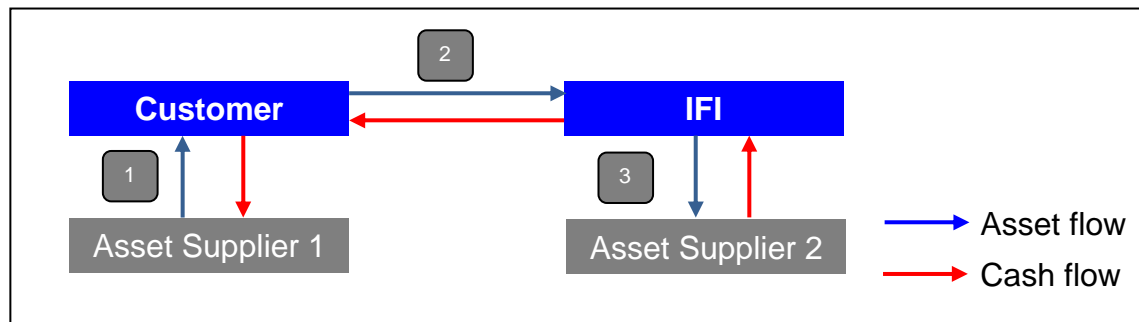 2
Customer
IFI
1
3
Asset Supplier 1
Asset Supplier 2
Asset flow
Cash flow